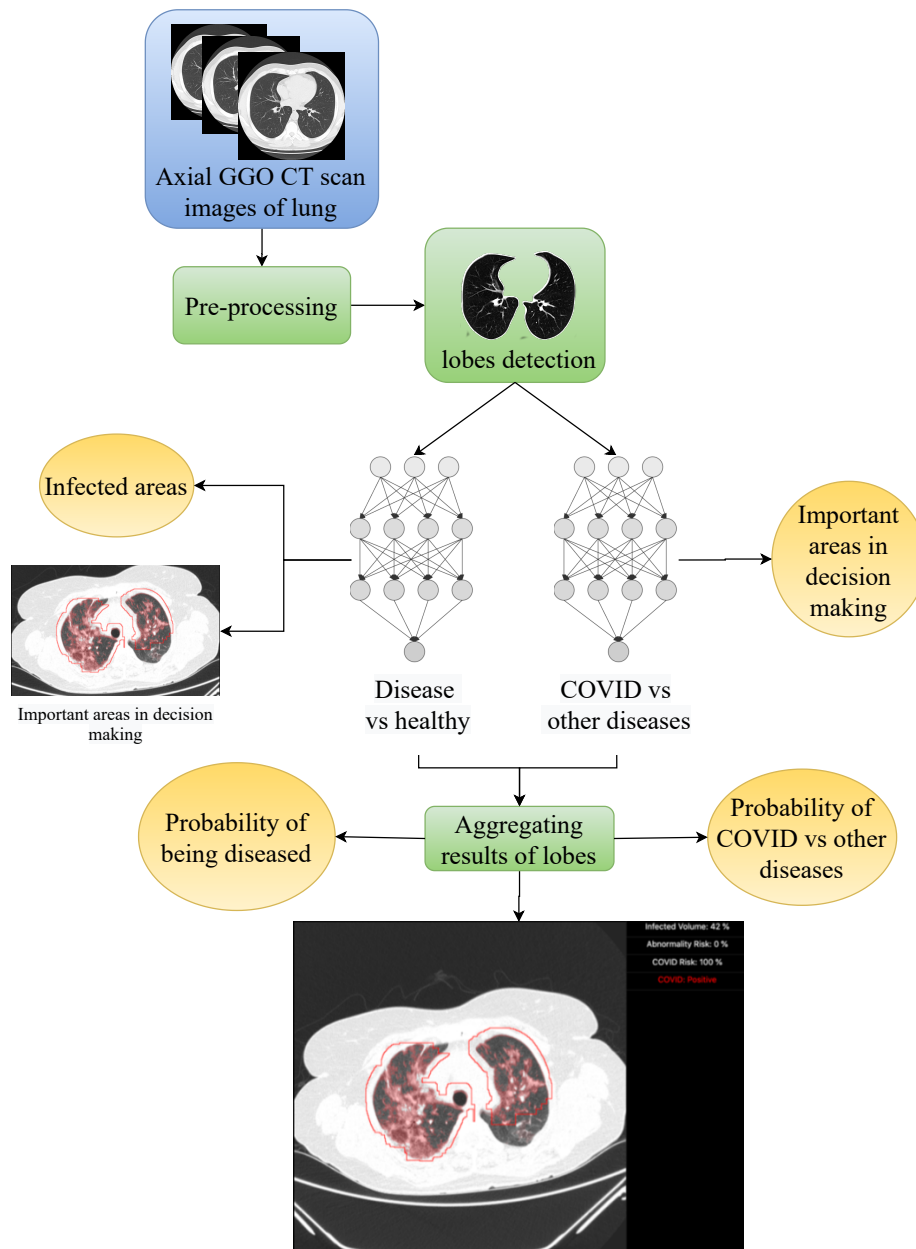 Axial GGO CT scan
images of lung
Pre-processing
lobes detection
Infected areas
Important
areas in
decision
making
Important areas in decision
making
Disease
vs healthy
COVID vs
other diseases
Probability of
being diseased
Aggregating
results of lobes
Probability of
COVID vs other
diseases
Infected Volume: 42 %
Abnormality Risk: 0 %
COVID Risk: 100 %
COVID: Positive